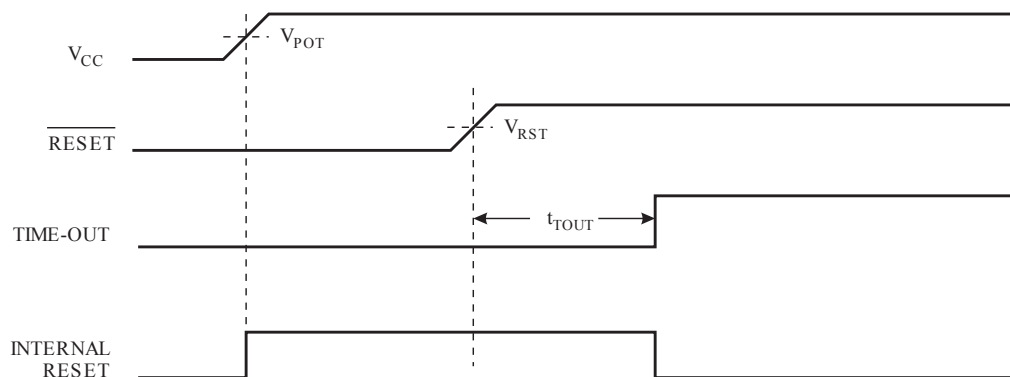 V_CC
V_POT
RESET
V_RST
TIME-OUT
t_TOUT
INTERNAL
RESET